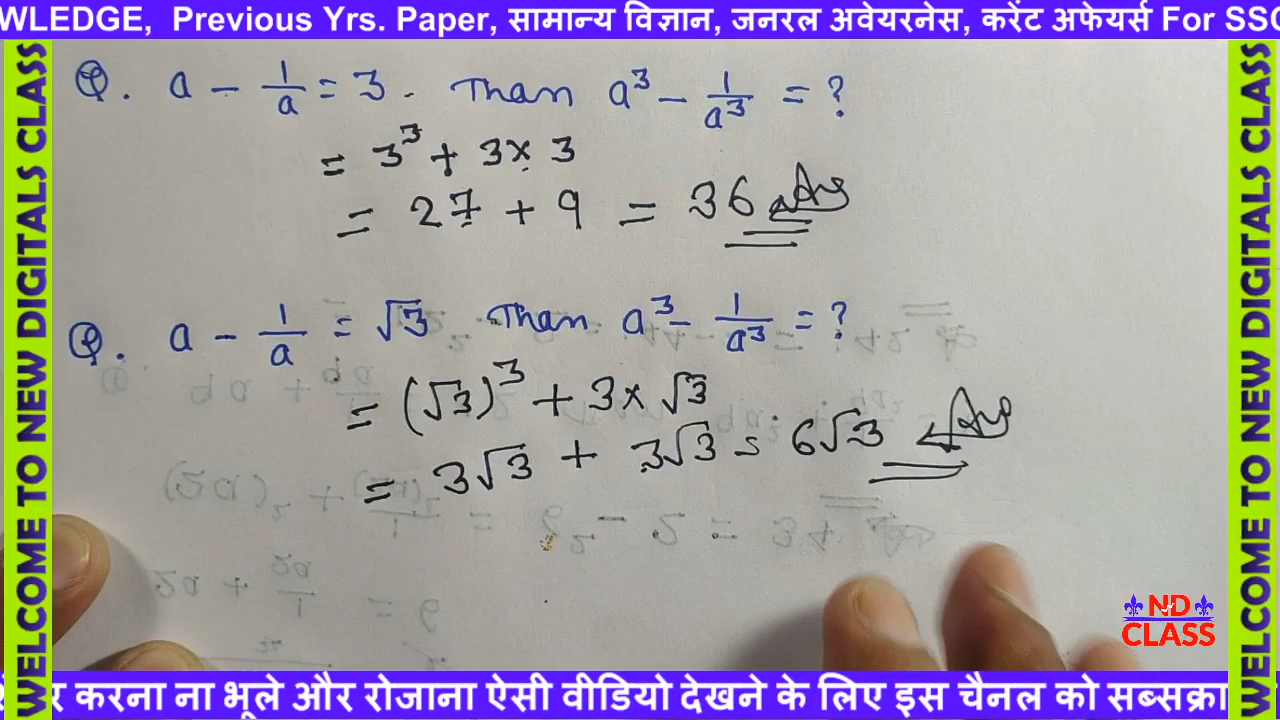 WLEDGE, Previous Yrs. Paper, सामान्य विज्ञान, जनरल अवेयरनेस, करेंट अफेयर्स For SSC
WELCOME TO NEW DIGITALS CLASS
Q. a - 1/a = 3. Than a³ - 1/a³ = ?
= 3³ + 3 × 3
= 27 + 9 = 36 Ans
Q. a - 1/a = √3 Than a³ - 1/a³ = ?
= (√3)³ + 3 × √3
= 3√3 + 3√3 = 6√3 Ans
WELCOME TO NEW DIGITALS CLASS
ND
CLASS
र करना ना भूले और रोजाना ऐसी वीडियो देखने के लिए इस चैनल को सब्सक्रा